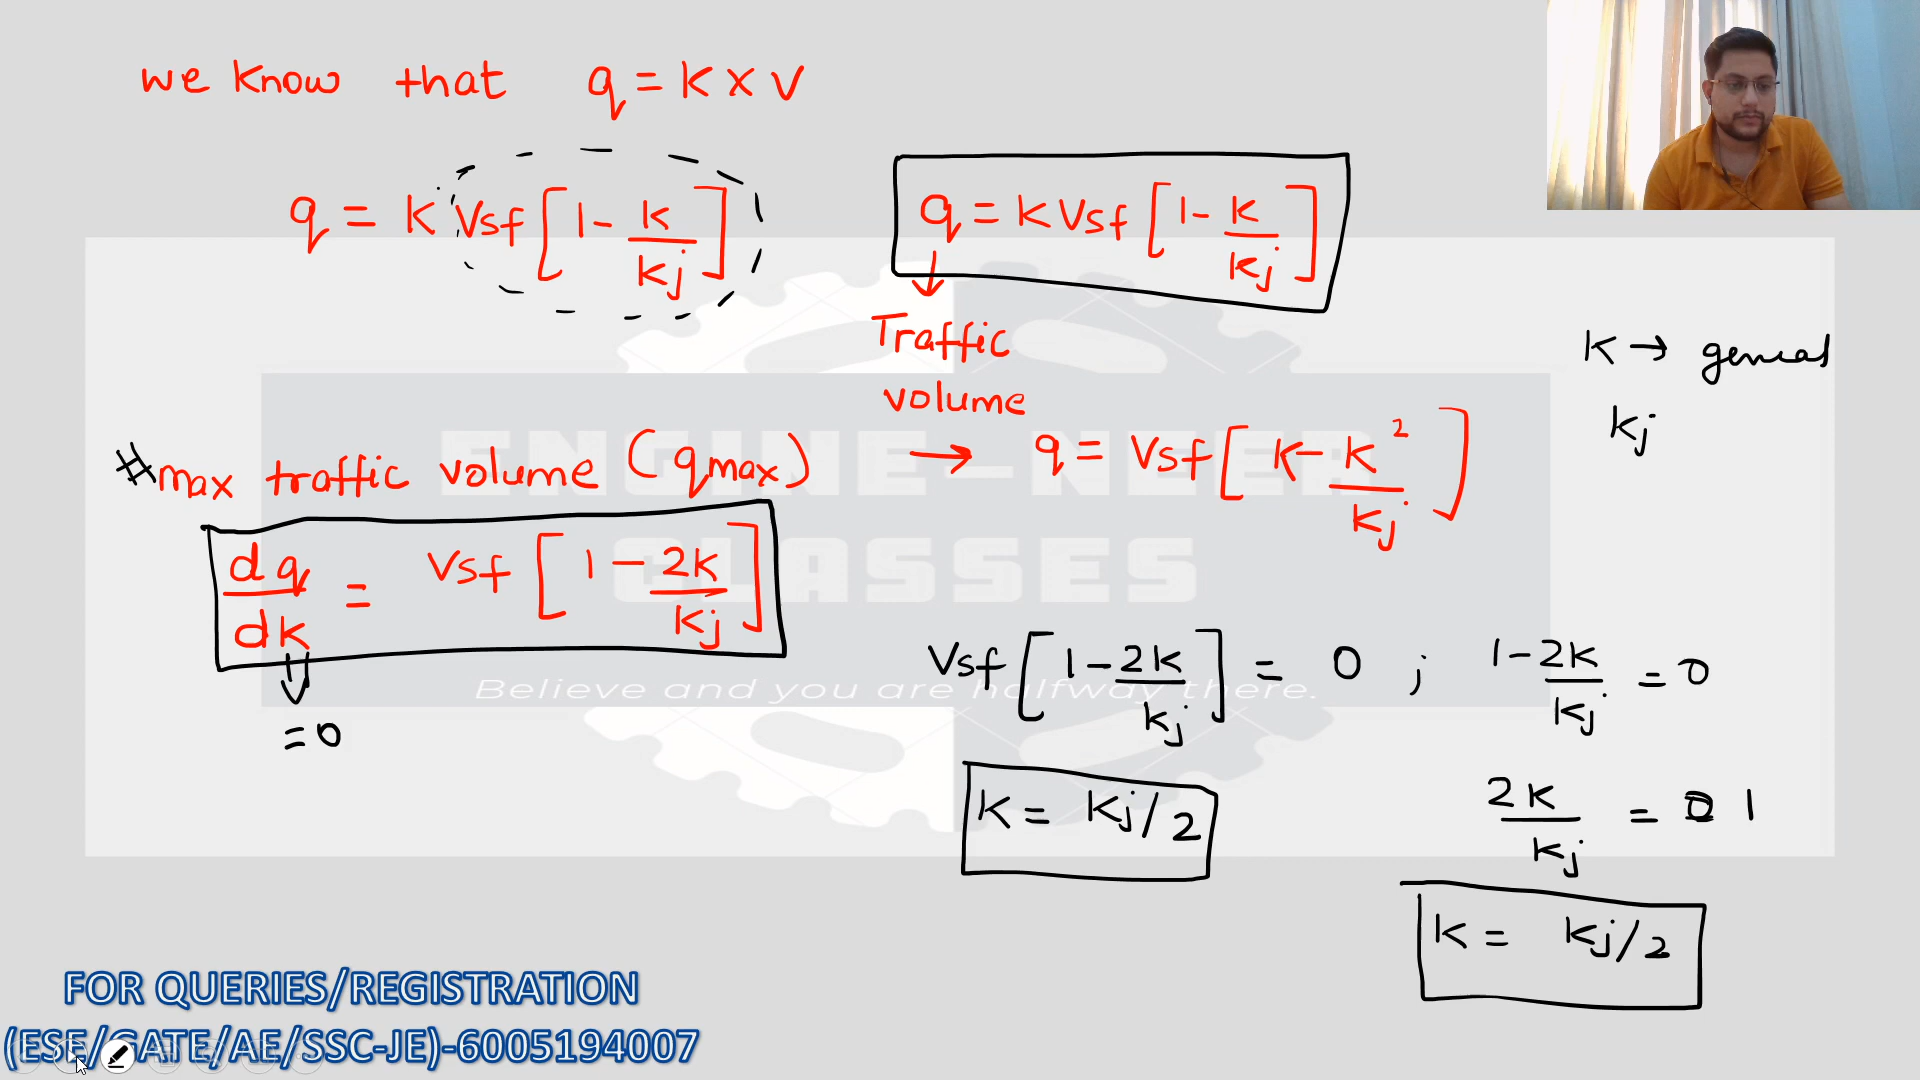 we know that q = k x v
q = k Vsf [1 - k/kj]
q = k Vsf [1 - k/kj]
Traffic
volume
k → general
kj
# max traffic volume (qmax) → q = Vsf [k - k²/kj]
ENGINE-NEER
CLASSES
dq/dk = Vsf [1 - 2k/kj]
= 0
Believe and you are halfway there.
Vsf [1 - 2k/kj] = 0 ; 1 - 2k/kj = 0
k = kj/2
2k/kj = 1
k = kj/2
FOR QUERIES/REGISTRATION
(ESE/GATE/AE/SSC-JE)-6005194007